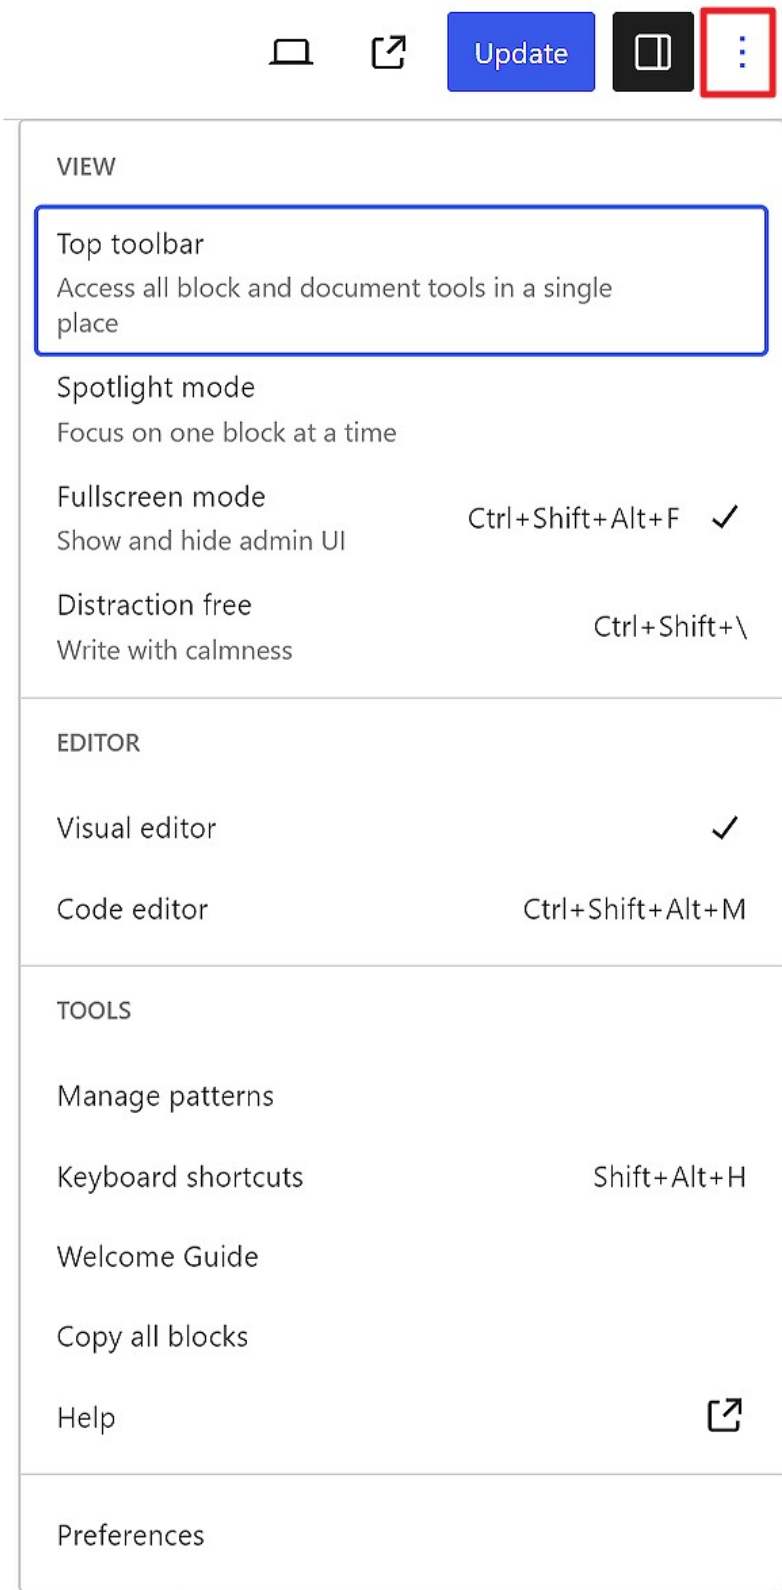 Update
VIEW
Top toolbar
Access all block and document tools in a single
place
Spotlight mode
Focus on one block at a time
Fullscreen mode
Show and hide admin UI
Ctrl+Shift+Alt+F
Distraction free
Write with calmness
Ctrl+Shift+\
EDITOR
Visual editor
Code editor Ctrl+Shift+Alt+M
TOOLS
Manage patterns
Keyboard shortcuts Shift+Alt+H
Welcome Guide
Copy all blocks
Help
Preferences